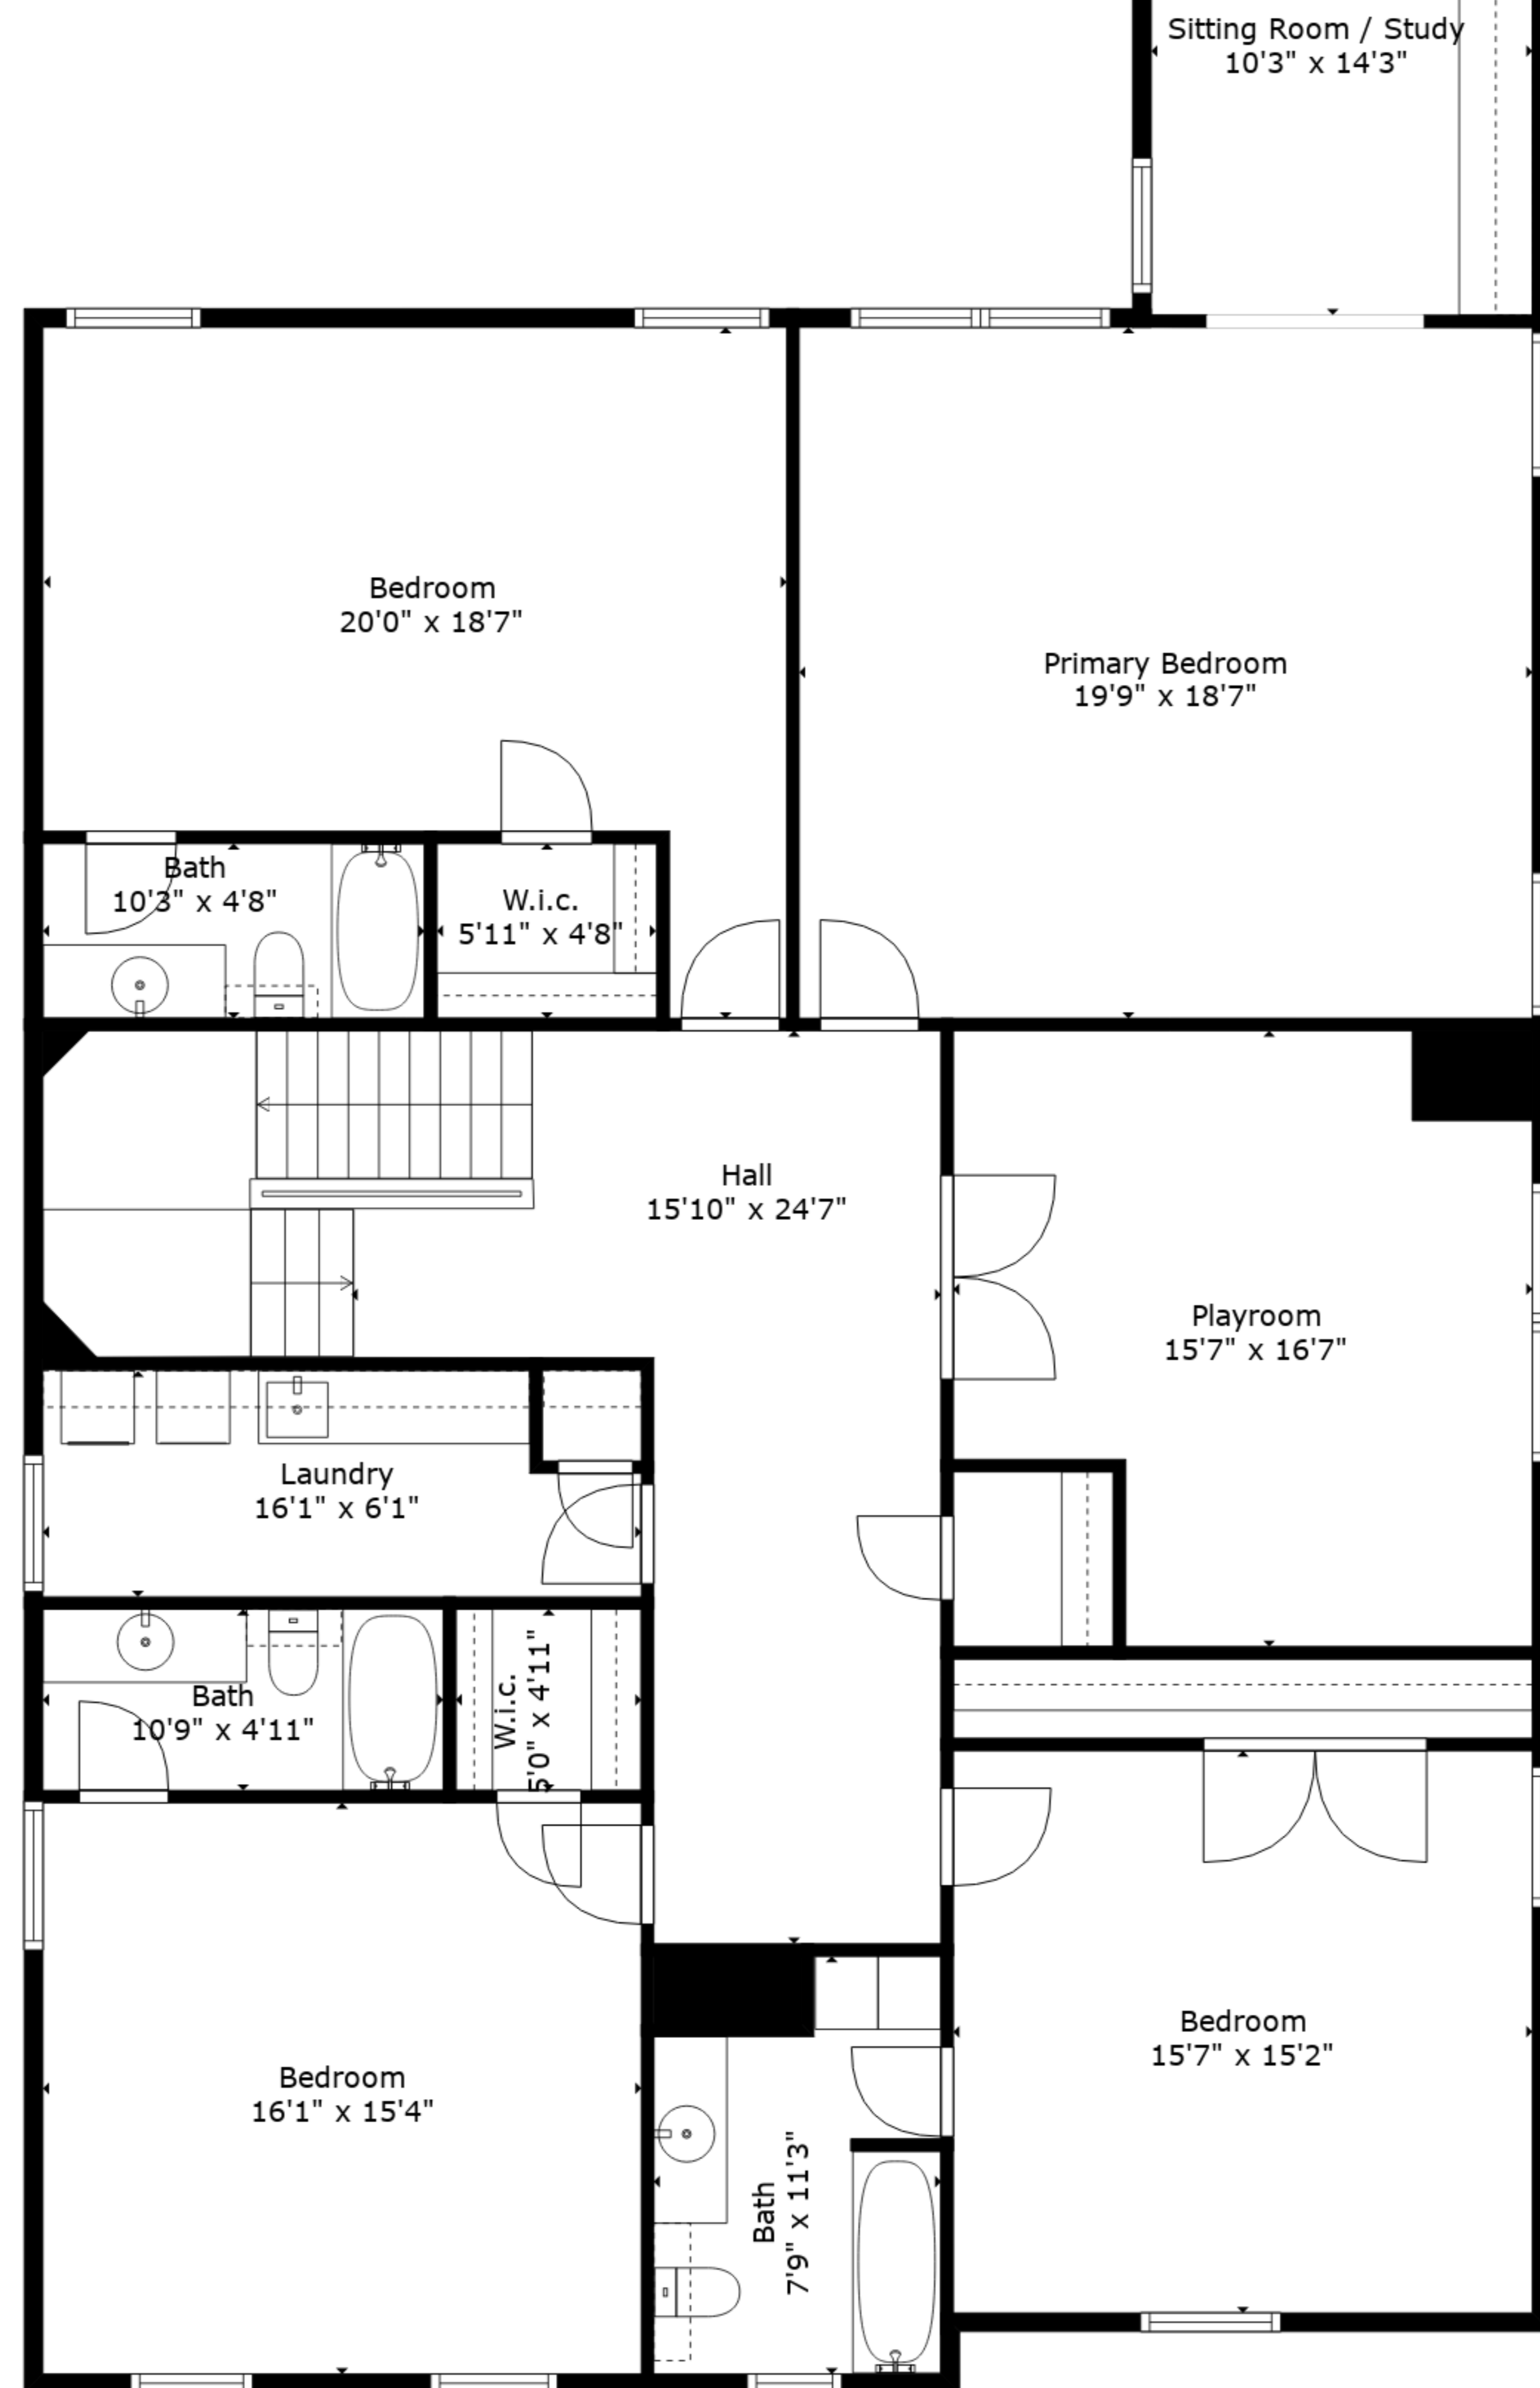 Sitting Room / Study
10'3" x 14'3"
Bedroom
20'0" x 18'7"
Primary Bedroom
19'9" x 18'7"
Bath
10'3" x 4'8"
W.i.c.
5'11" x 4'8"
Hall
15'10" x 24'7"
Playroom
15'7" x 16'7"
Laundry
16'1" x 6'1"
Bath
10'9" x 4'11"
W.i.c.
5'0" x 4'11"
Bedroom
15'7" x 15'2"
Bedroom
16'1" x 15'4"
Bath
7'9" x 11'3"